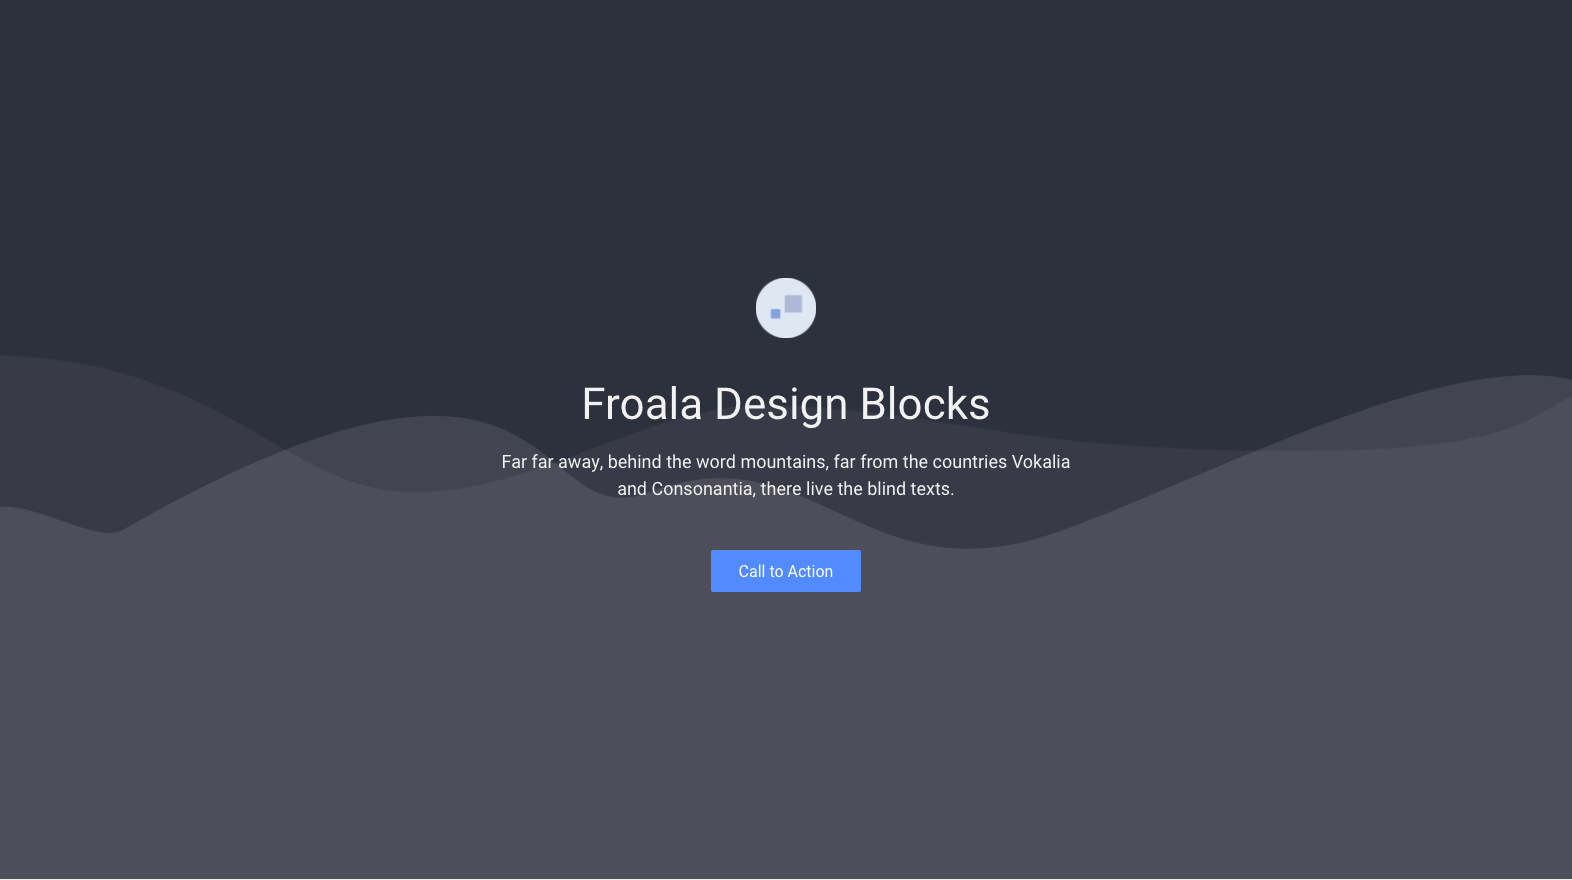 Froala Design Blocks
Far far away, behind the word mountains, far from the countries Vokalia
and Consonantia, there live the blind texts.
Call to Action